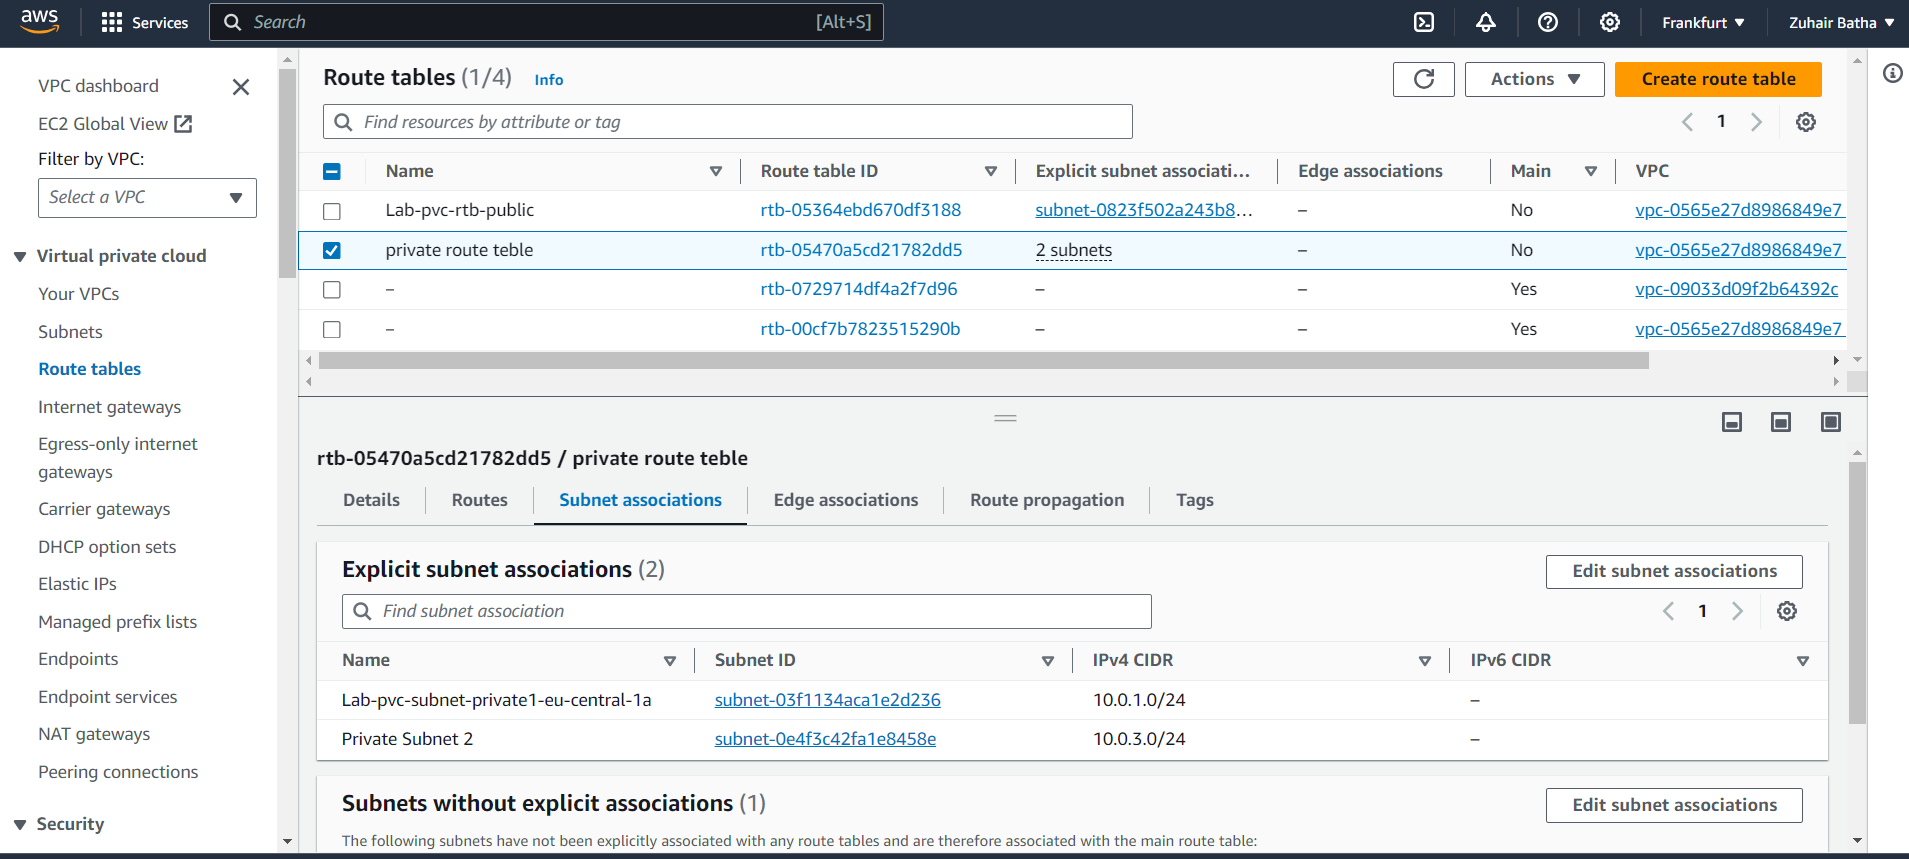 aws
Services
Search [Alt+S]
Frankfurt
Zuhair Batha
VPC dashboard
EC2 Global View
Filter by VPC:
Select a VPC
Virtual private cloud
Your VPCs
Subnets
Route tables
Internet gateways
Egress-only internet
gateways
Carrier gateways
DHCP option sets
Elastic IPs
Managed prefix lists
Endpoints
Endpoint services
NAT gateways
Peering connections
Security
Route tables (1/4) Info
Actions
Create route table
Find resources by attribute or tag
1
Name Route table ID Explicit subnet associati... Edge associations Main VPC
Lab-pvc-rtb-public rtb-05364ebd670df3188 subnet-0823f502a243b8... – No vpc-0565e27d8986849e7
private route teble rtb-05470a5cd21782dd5 2 subnets – No vpc-0565e27d8986849e7
– rtb-0729714df4a2f7d96 – – Yes vpc-09033d09f2b64392c
– rtb-00cf7b7823515290b – – Yes vpc-0565e27d8986849e7
rtb-05470a5cd21782dd5 / private route teble
Details Routes Subnet associations Edge associations Route propagation Tags
Explicit subnet associations (2)
Edit subnet associations
Find subnet association
1
Name Subnet ID IPv4 CIDR IPv6 CIDR
Lab-pvc-subnet-private1-eu-central-1a subnet-03f1134aca1e2d236 10.0.1.0/24 –
Private Subnet 2 subnet-0e4f3c42fa1e8458e 10.0.3.0/24 –
Subnets without explicit associations (1)
Edit subnet associations
The following subnets have not been explicitly associated with any route tables and are therefore associated with the main route table: